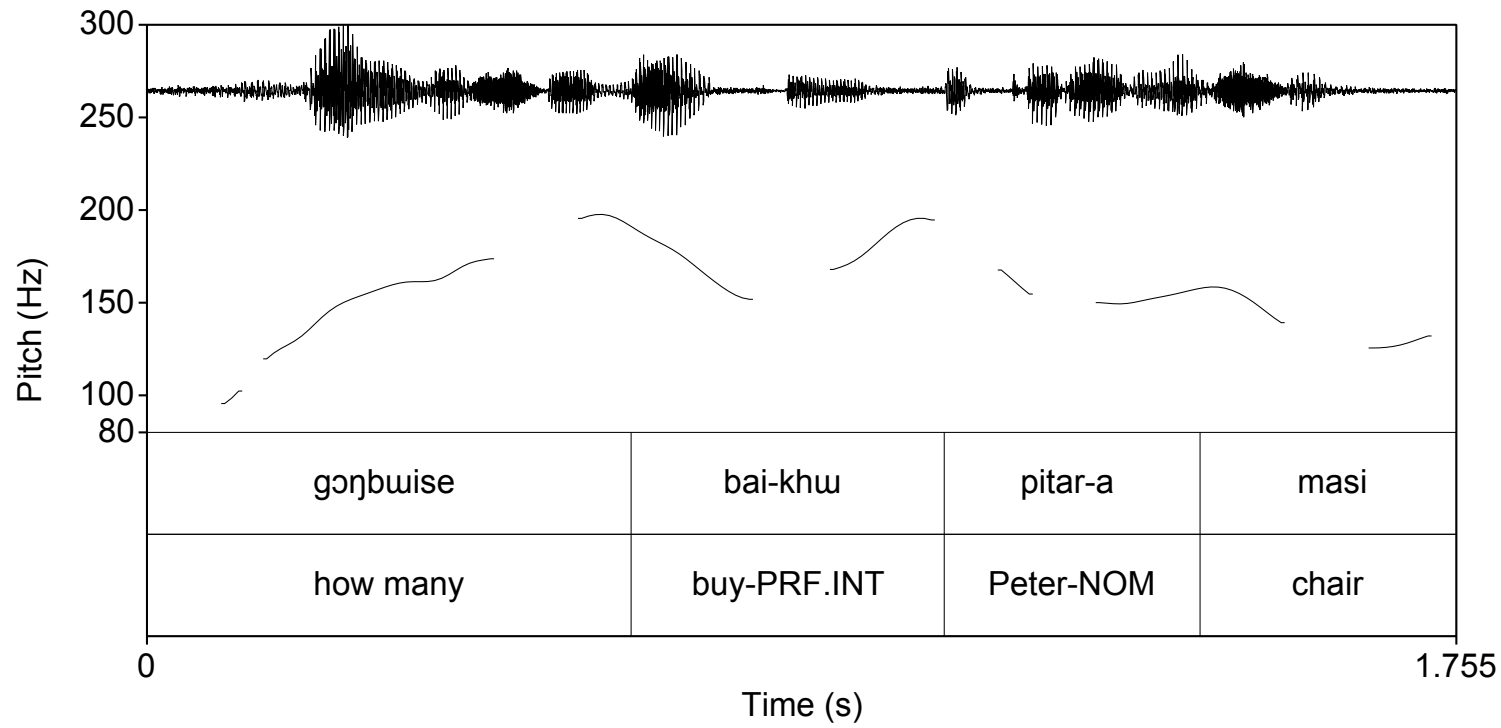 300
250
200
150
100
80
Pitch (Hz)
gɔŋbɯise bai-khɯ pitar-a masi
how many buy-PRF.INT Peter-NOM chair
0 1.755
Time (s)